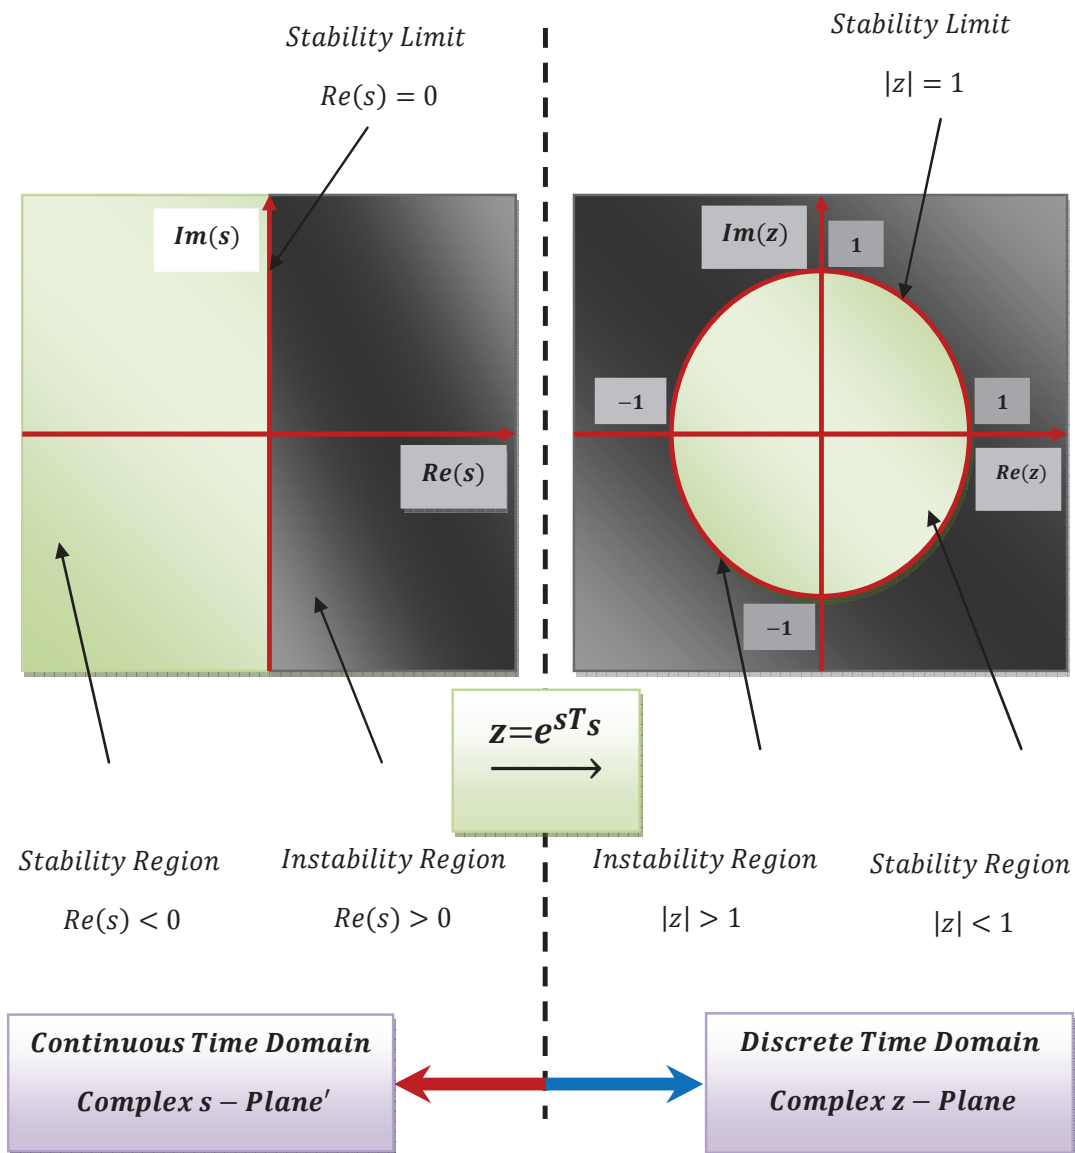 Stability Limit
Re(s) = 0
Stability Limit
|z| = 1
Im(s)
Re(s)
Im(z)
1
−1
1
Re(z)
−1
z=e^{sT_s}
Stability Region
Re(s) < 0
Instability Region
Re(s) > 0
Instability Region
|z| > 1
Stability Region
|z| < 1
Continuous Time Domain
Complex s − Plane′
Discrete Time Domain
Complex z − Plane